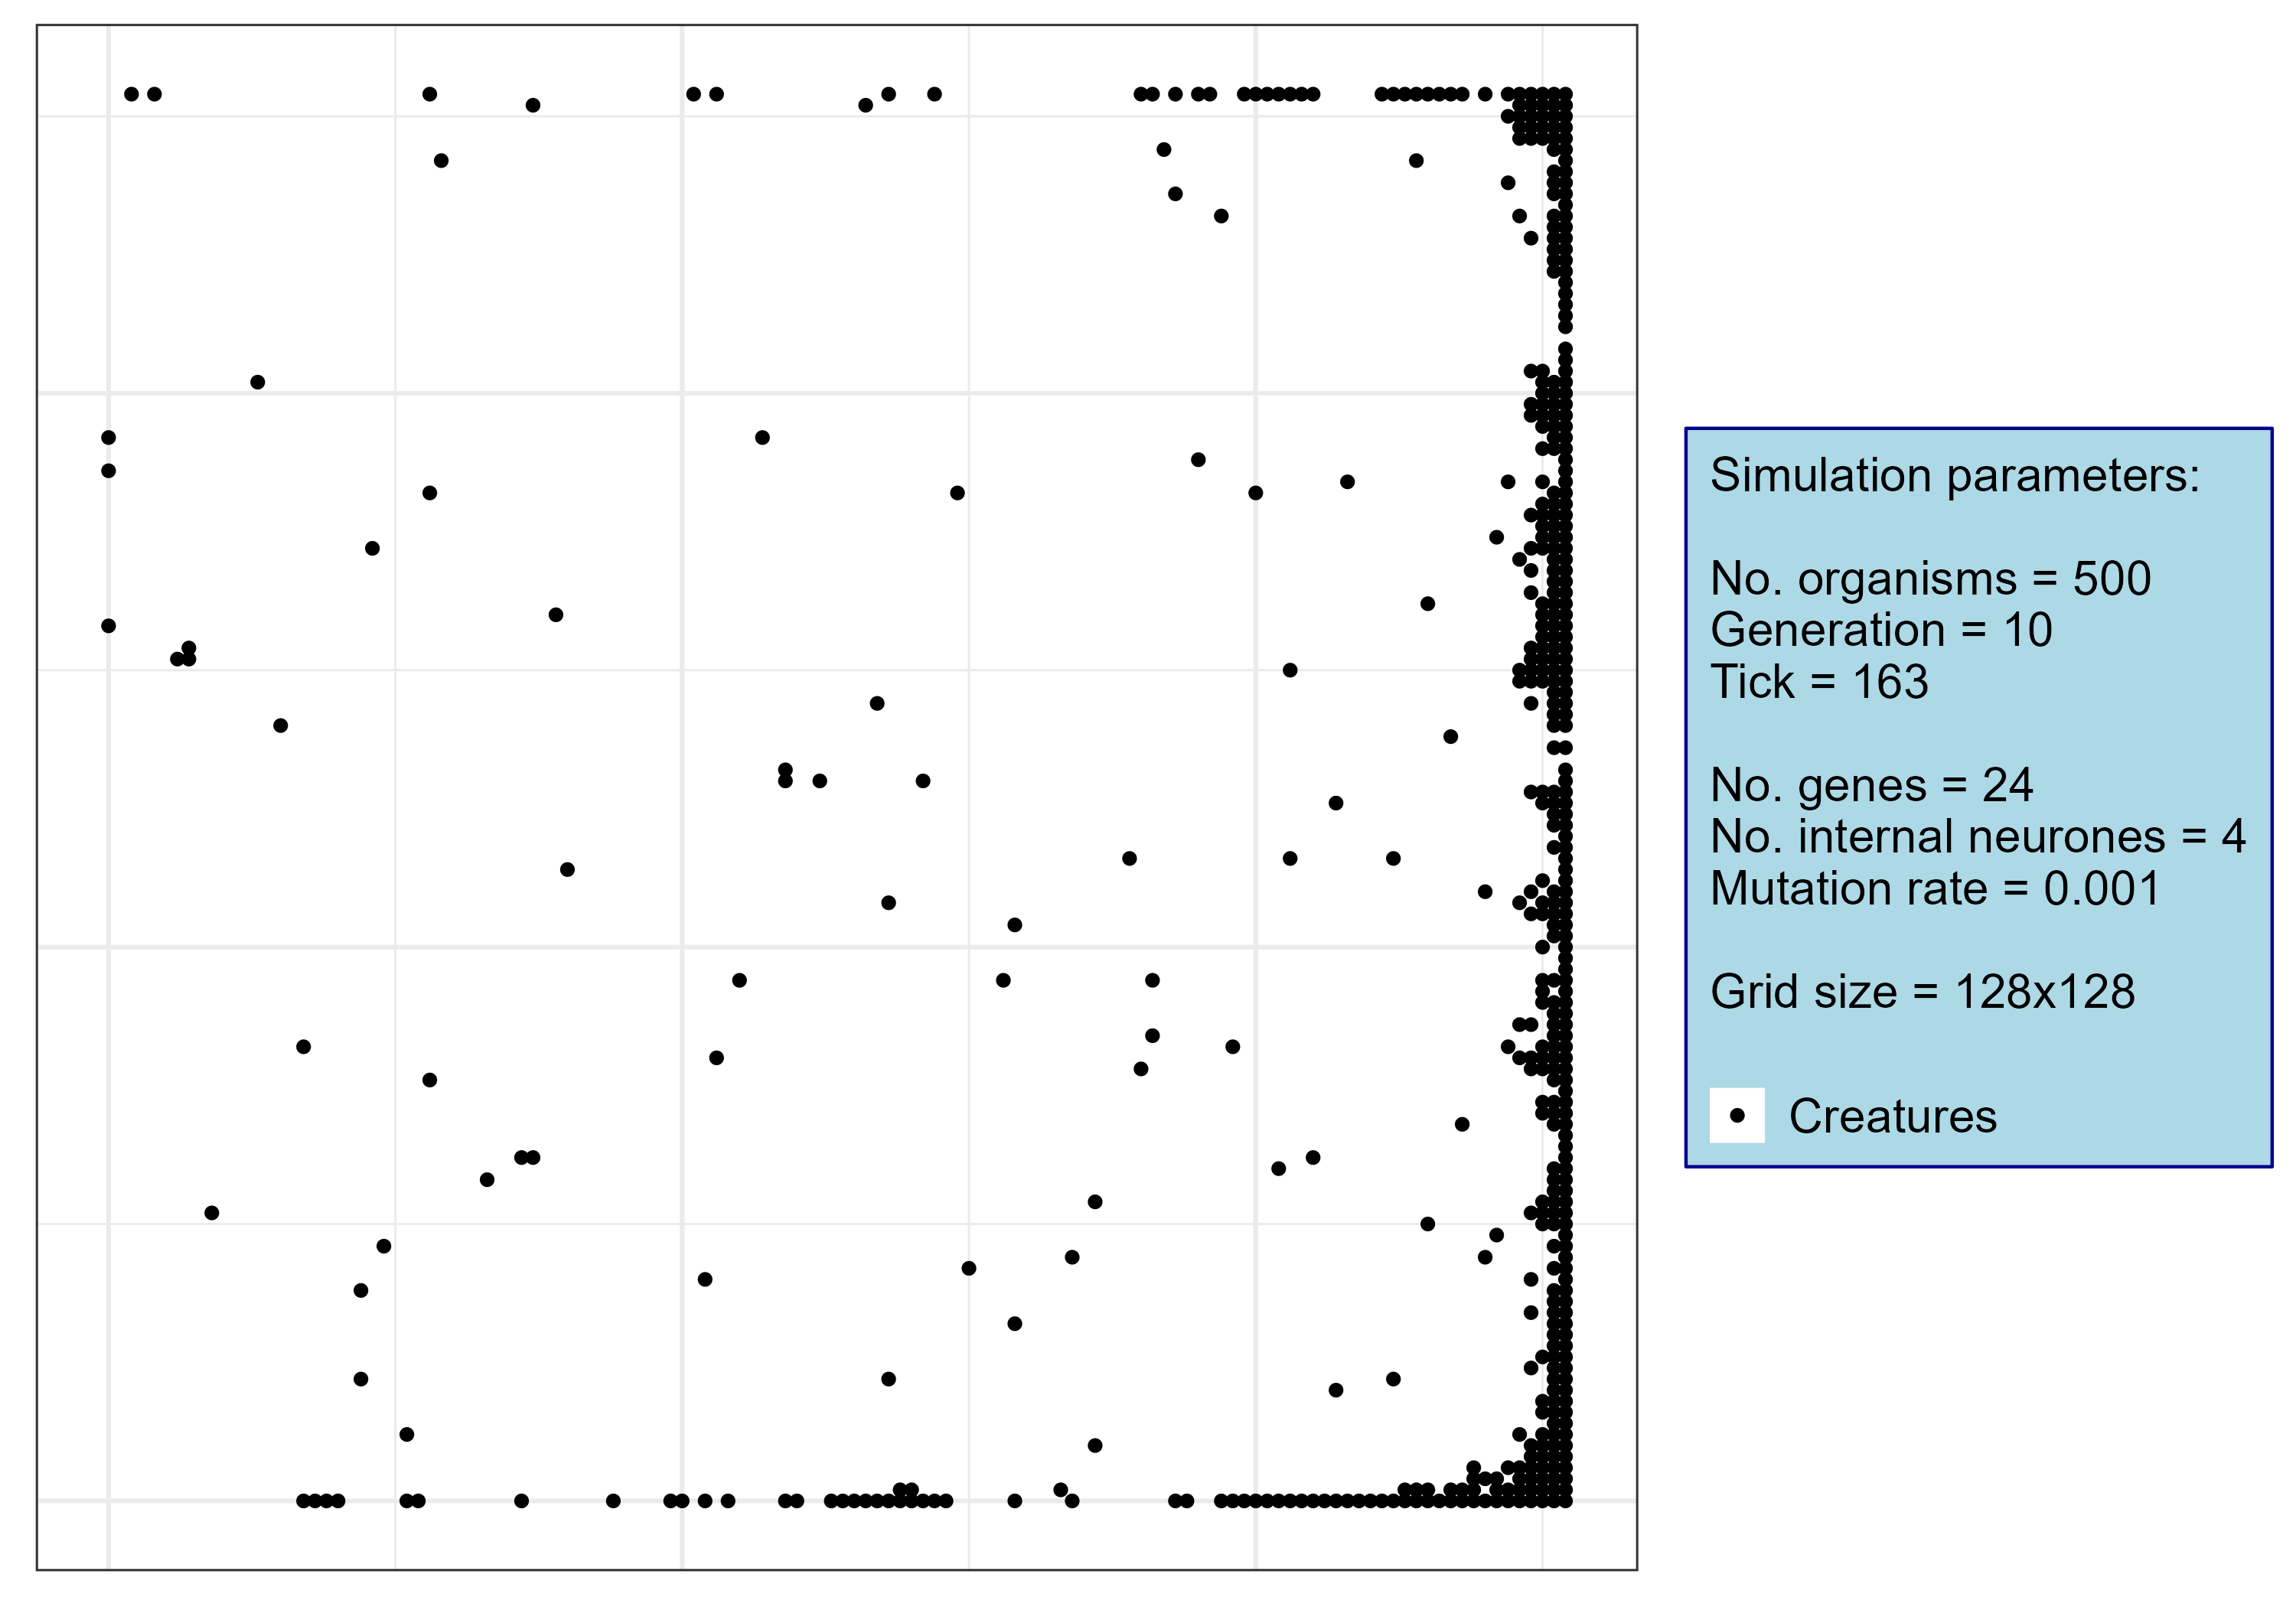 Simulation parameters:
No. organisms = 500
Generation = 10
Tick = 163
No. genes = 24
No. internal neurones = 4
Mutation rate = 0.001
Grid size = 128x128
Creatures